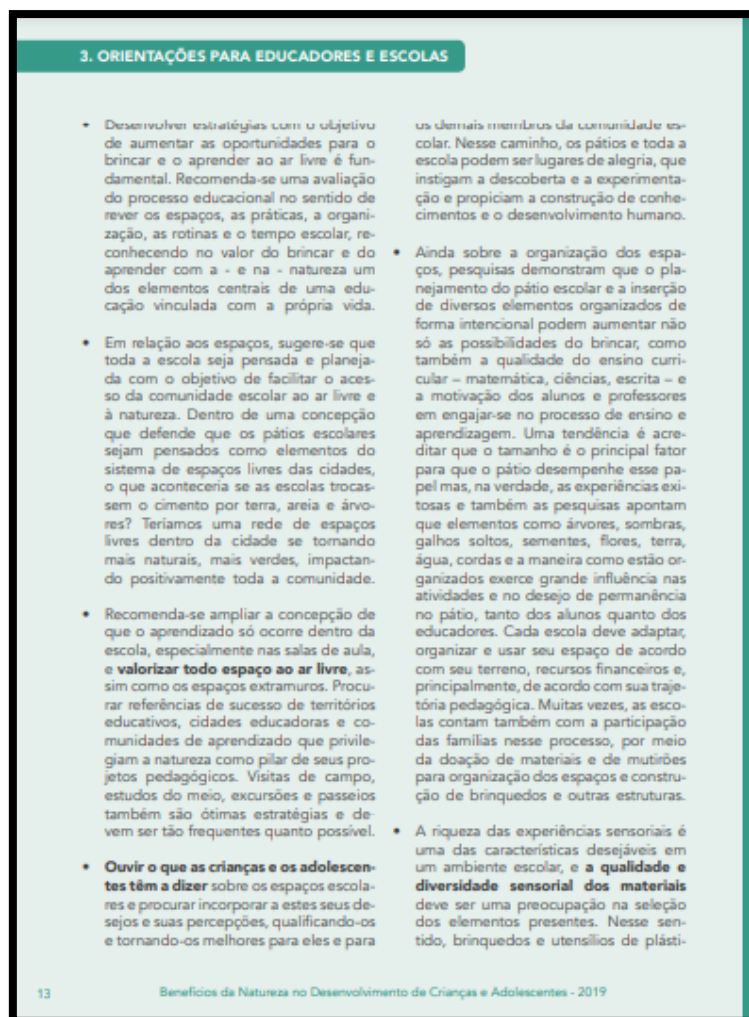 3. ORIENTAÇÕES PARA EDUCADORES E ESCOLAS
• Desenvolver estratégias com o objetivo
de aumentar as oportunidades para o
brincar e o aprender ao ar livre é fun-
damental. Recomenda-se uma avaliação
do processo educacional no sentido de
rever os espaços, as práticas, a organi-
zação, as rotinas e o tempo escolar, re-
conhecendo no valor do brincar e do
aprender com a - e na - natureza um
dos elementos centrais de uma edu-
cação vinculada com a própria vida.
• Em relação aos espaços, sugere-se que
toda a escola seja pensada e planeja-
da com o objetivo de facilitar o aces-
so da comunidade escolar ao ar livre e
à natureza. Dentro de uma concepção
que defende que os pátios escolares
sejam pensados como elementos do
sistema de espaços livres das cidades,
o que aconteceria se as escolas trocas-
sem o cimento por terra, areia e árvo-
res? Teríamos uma rede de espaços
livres dentro da cidade se tornando
mais naturais, mais verdes, impactan-
do positivamente toda a comunidade.
• Recomenda-se ampliar a concepção de
que o aprendizado só ocorre dentro da
escola, especialmente nas salas de aula,
e valorizar todo espaço ao ar livre, as-
sim como os espaços extramuros. Procu-
rar referências de sucesso de territórios
educativos, cidades educadoras e co-
munidades de aprendizado que privile-
giam a natureza como pilar de seus pro-
jetos pedagógicos. Visitas de campo,
estudos do meio, excursões e passeios
também são ótimas estratégias e de-
vem ser tão frequentes quanto possível.
• Ouvir o que as crianças e os adolescen-
tes têm a dizer sobre os espaços escola-
res e procurar incorporar a estes seus de-
sejos e suas percepções, qualificando-os
e tornando-os melhores para eles e para
os demais membros da comunidade es-
colar. Nesse caminho, os pátios e toda a
escola podem ser lugares de alegria, que
instigam a descoberta e a experimenta-
ção e propiciam a construção de conhe-
cimentos e o desenvolvimento humano.
• Ainda sobre a organização dos espa-
ços, pesquisas demonstram que o pla-
nejamento do pátio escolar e a inserção
de diversos elementos organizados de
forma intencional podem aumentar não
só as possibilidades do brincar, como
também a qualidade do ensino curri-
cular – matemática, ciências, escrita – e
a motivação dos alunos e professores
em engajar-se no processo de ensino e
aprendizagem. Uma tendência é acre-
ditar que o tamanho é o principal fator
para que o pátio desempenhe esse pa-
pel mas, na verdade, as experiências exi-
tosas e também as pesquisas apontam
que elementos como árvores, sombras,
galhos soltos, sementes, flores, terra,
água, cordas e a maneira como estão or-
ganizados exerce grande influência nas
atividades e no desejo de permanência
no pátio, tanto dos alunos quanto dos
educadores. Cada escola deve adaptar,
organizar e usar seu espaço de acordo
com seu terreno, recursos financeiros e,
principalmente, de acordo com sua traje-
tória pedagógica. Muitas vezes, as esco-
las contam também com a participação
das famílias nesse processo, por meio
da doação de materiais e de mutirões
para organização dos espaços e constru-
ção de brinquedos e outras estruturas.
• A riqueza das experiências sensoriais é
uma das características desejáveis em
um ambiente escolar, e a qualidade e
diversidade sensorial dos materiais
deve ser uma preocupação na seleção
dos elementos presentes. Nesse sen-
tido, brinquedos e utensílios de plásti-
13
Benefícios da Natureza no Desenvolvimento de Crianças e Adolescentes - 2019